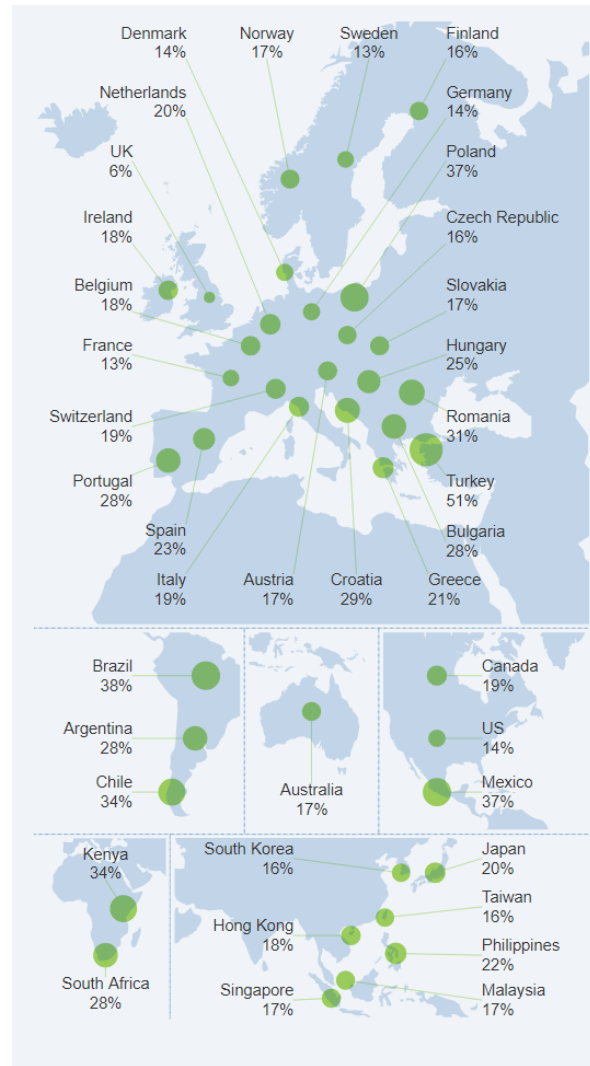 Denmark
14%
Norway
17%
Sweden
13%
Finland
16%
Netherlands
20%
Germany
14%
UK
6%
Poland
37%
Ireland
18%
Czech Republic
16%
Belgium
18%
Slovakia
17%
France
13%
Hungary
25%
Switzerland
19%
Romania
31%
Portugal
28%
Turkey
51%
Spain
23%
Bulgaria
28%
Italy
19%
Austria
17%
Croatia
29%
Greece
21%
Brazil
38%
Argentina
28%
Chile
34%
Australia
17%
Canada
19%
US
14%
Mexico
37%
Kenya
34%
South Africa
28%
South Korea
16%
Japan
20%
Taiwan
16%
Hong Kong
18%
Philippines
22%
Singapore
17%
Malaysia
17%